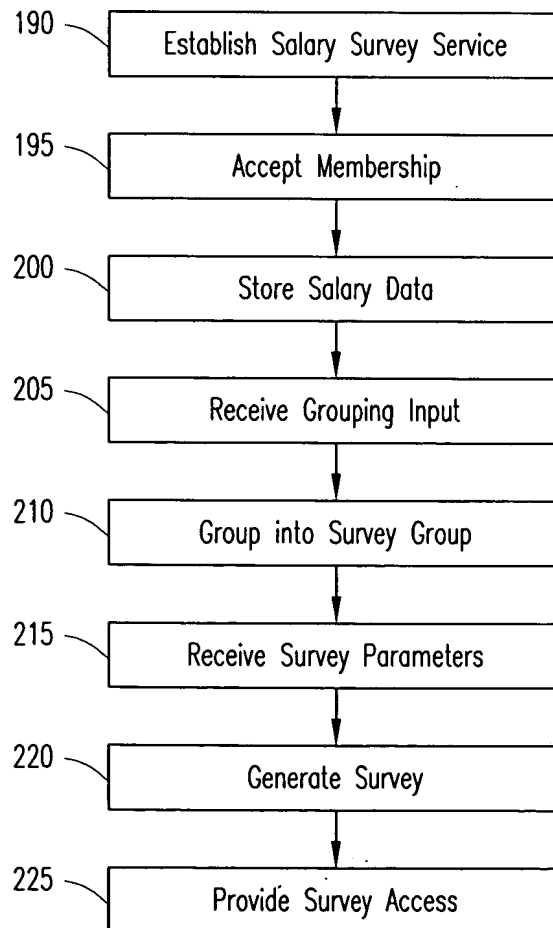 190
Establish Salary Survey Service
195
Accept Membership
200
Store Salary Data
205
Receive Grouping Input
210
Group into Survey Group
215
Receive Survey Parameters
220
Generate Survey
225
Provide Survey Access